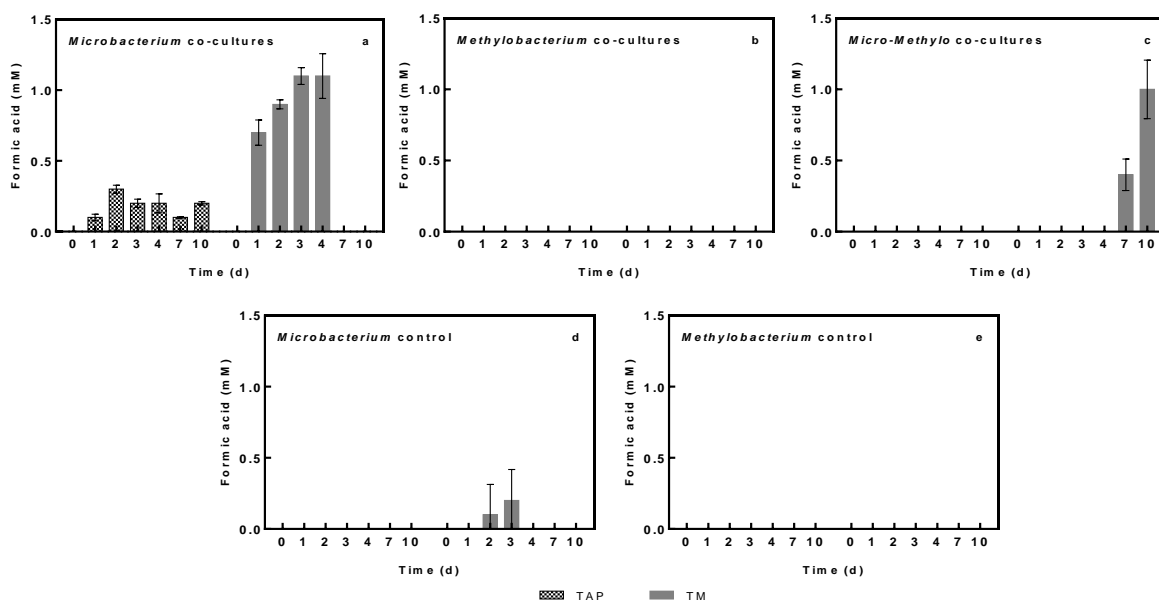 Microbacterium co-cultures a
Formic acid (mM)
1.5
1.0
0.5
0.0
0 1 2 3 4 7 10 0 1 2 3 4 7 10
Time (d)
Methylobacterium co-cultures b
Formic acid (mM)
1.5
1.0
0.5
0.0
0 1 2 3 4 7 10 0 1 2 3 4 7 10
Time (d)
Micro-Methylo co-cultures c
Formic acid (mM)
1.5
1.0
0.5
0.0
0 1 2 3 4 7 10 0 1 2 3 4 7 10
Time (d)
Microbacterium control d
Formic acid (mM)
1.5
1.0
0.5
0.0
0 1 2 3 4 7 10 0 1 2 3 4 7 10
Time (d)
Methylobacterium control e
Formic acid (mM)
1.5
1.0
0.5
0.0
0 1 2 3 4 7 10 0 1 2 3 4 7 10
Time (d)
TAP TM